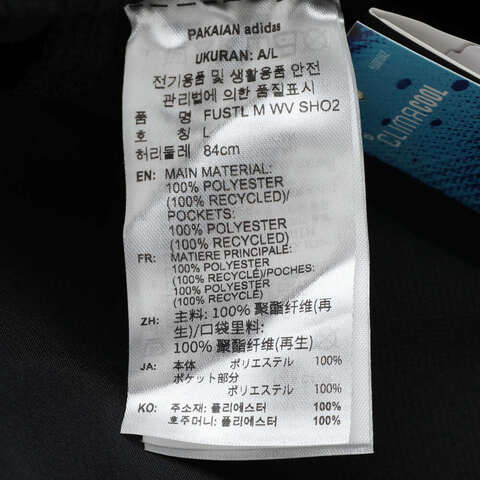 PAKAIAN adidas
UKURAN: A/L
전기용품 및 생활용품 안전
관리법에 의한 품질표시
품 명 FUSTL M WV SHO2
호 칭 L
허리둘레 84cm
EN: MAIN MATERIAL:
100% POLYESTER
(100% RECYCLED)/
POCKETS:
100% POLYESTER
(100% RECYCLED)
FR: MATIERE PRINCIPALE:
100% POLYESTER
(100% RECYCLÉ)/POCHES:
100% POLYESTER
(100% RECYCLÉ)
ZH: 主料: 100% 聚酯纤维(再
生)/口袋里料:
100% 聚酯纤维(再生)
JA: 本体 ポリエステル 100%
ポケット部分
ポリエステル 100%
KO: 주소재: 폴리에스터 100%
호주머니: 폴리에스터 100%
CLIMACOOL